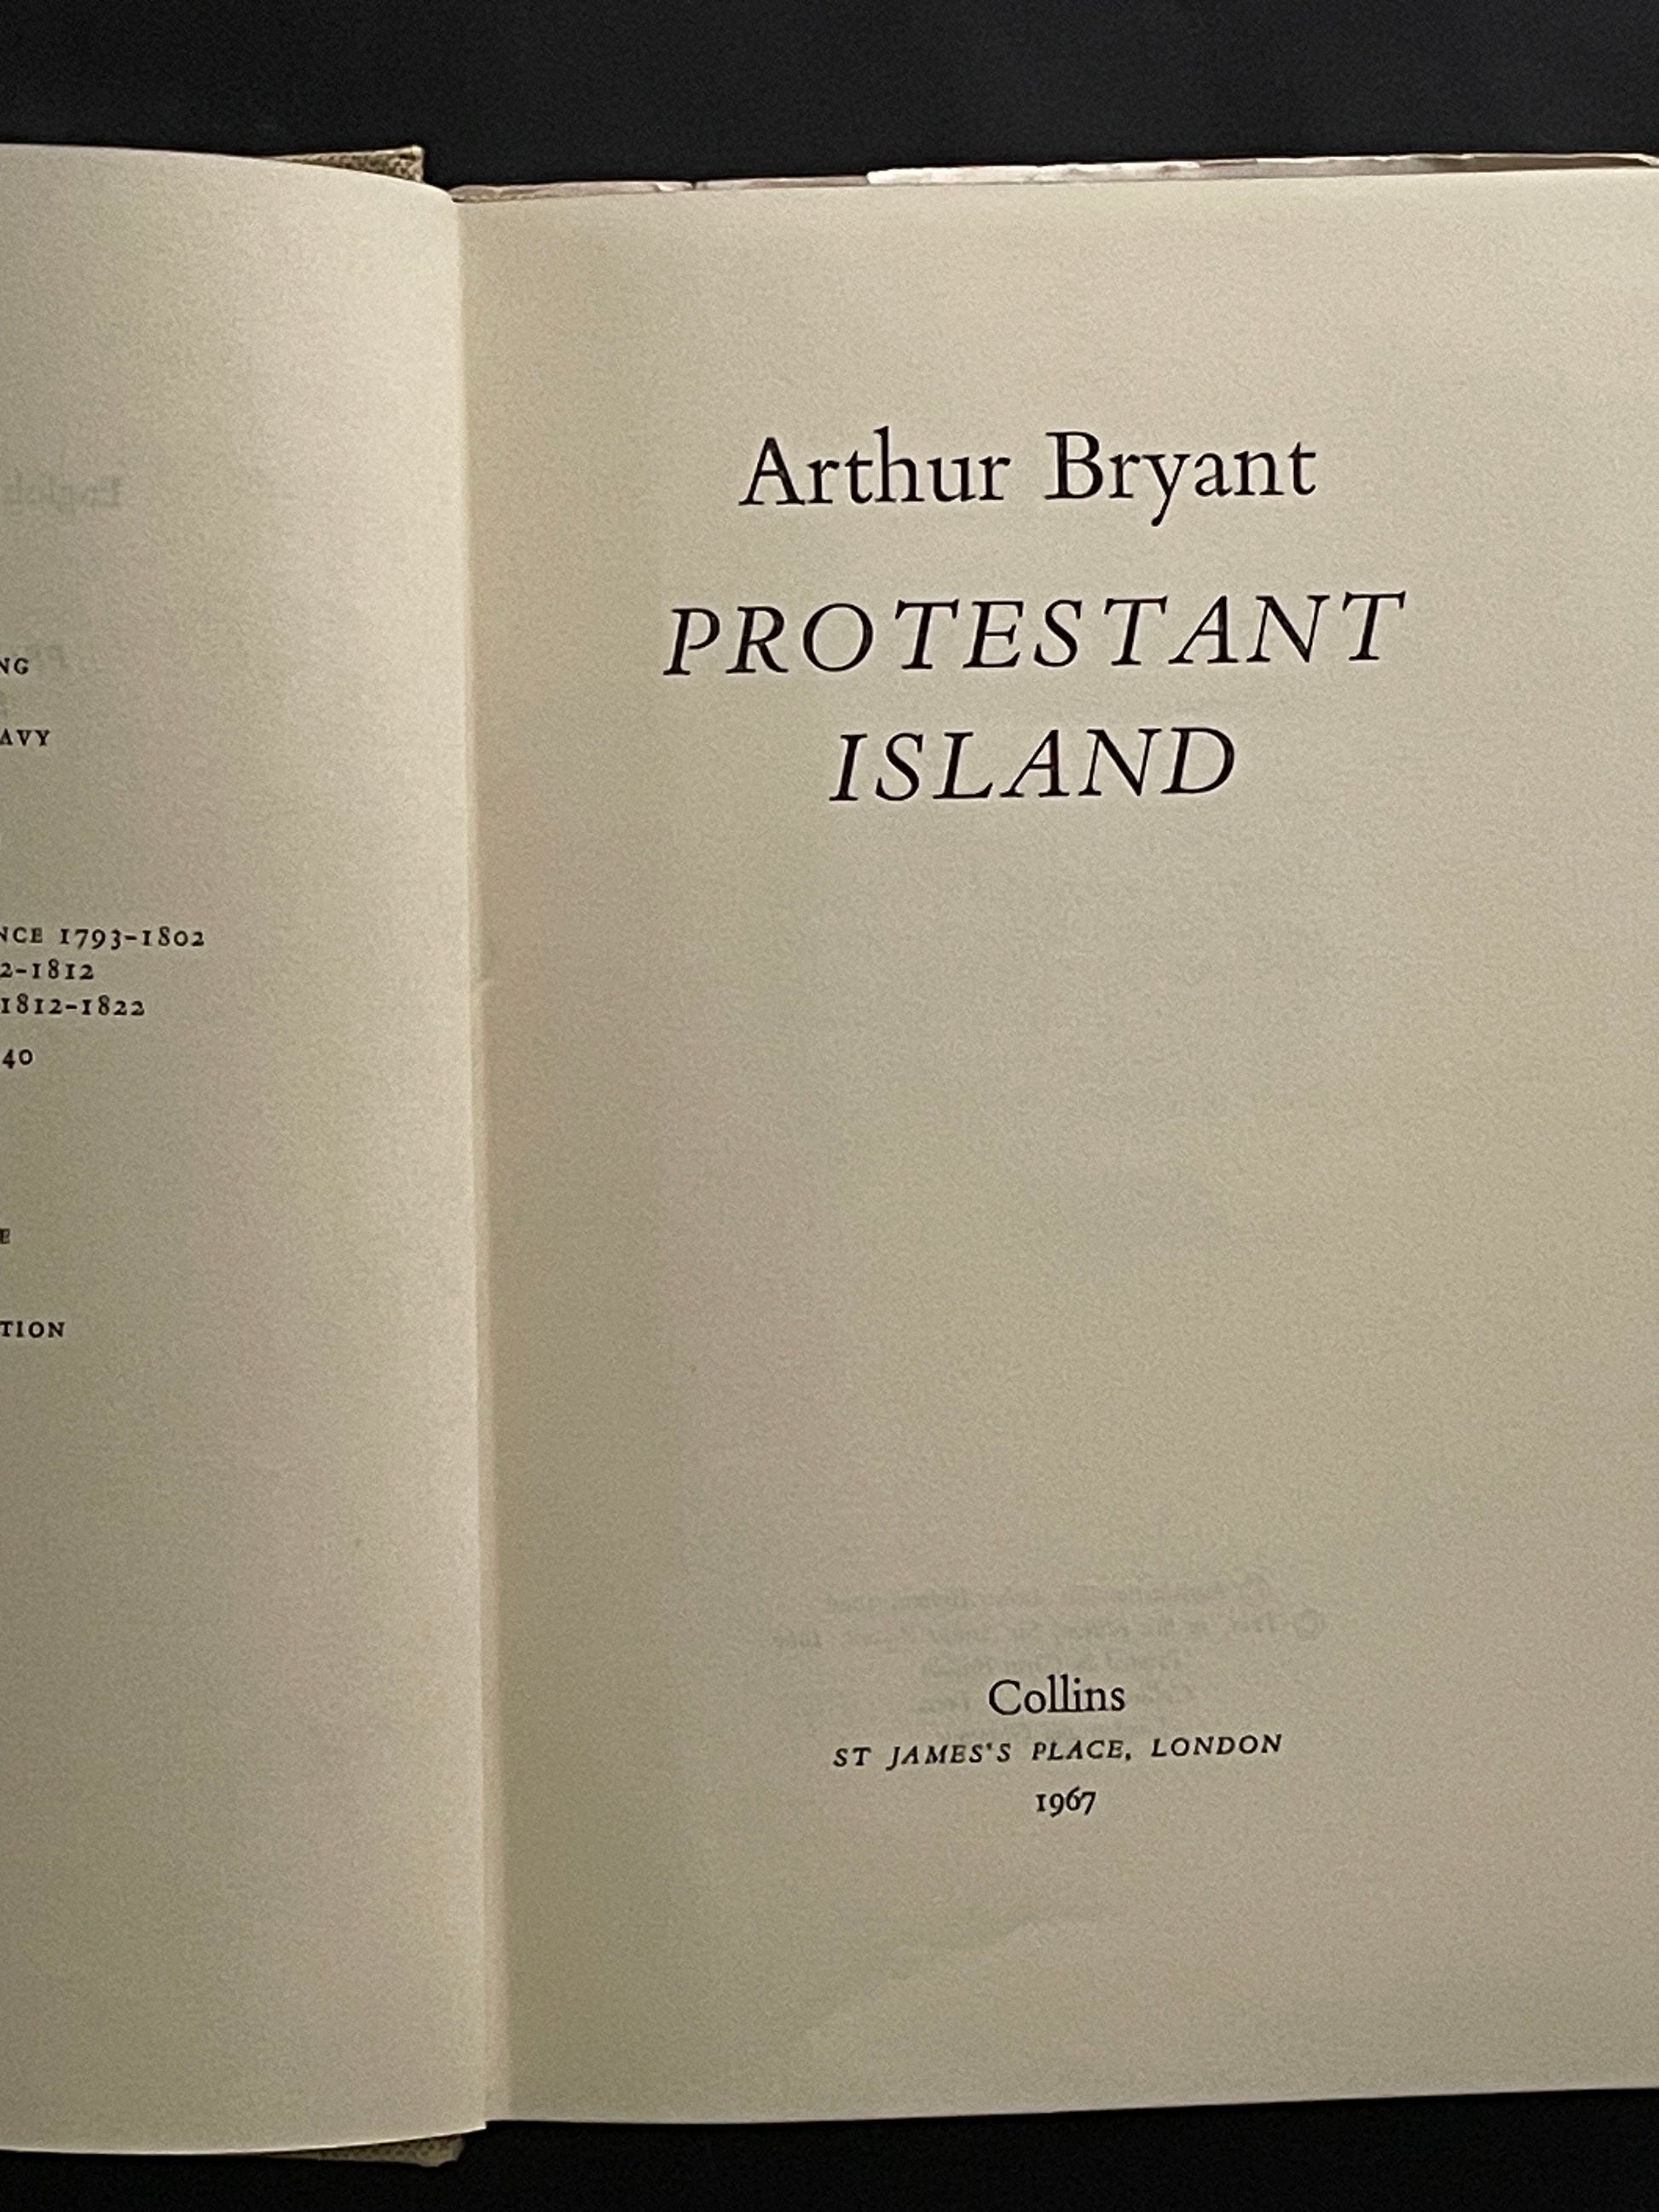 NG
AVY
NCE 1793-1802
2-1812
1812-1822
40
E
TION
Arthur Bryant
PROTESTANT
ISLAND
Collins
ST JAMES'S PLACE, LONDON
1967